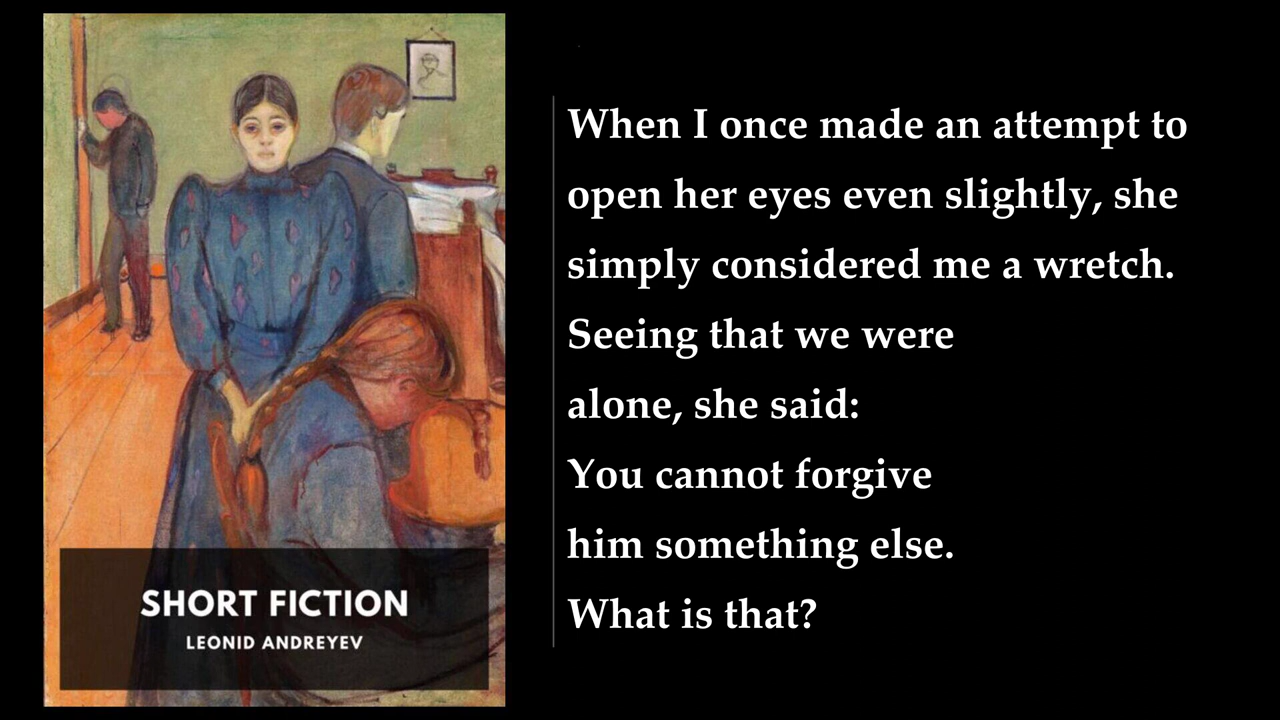 SHORT FICTION
LEONID ANDREYEV
When I once made an attempt to
open her eyes even slightly, she
simply considered me a wretch.
Seeing that we were
alone, she said:
You cannot forgive
him something else.
What is that?